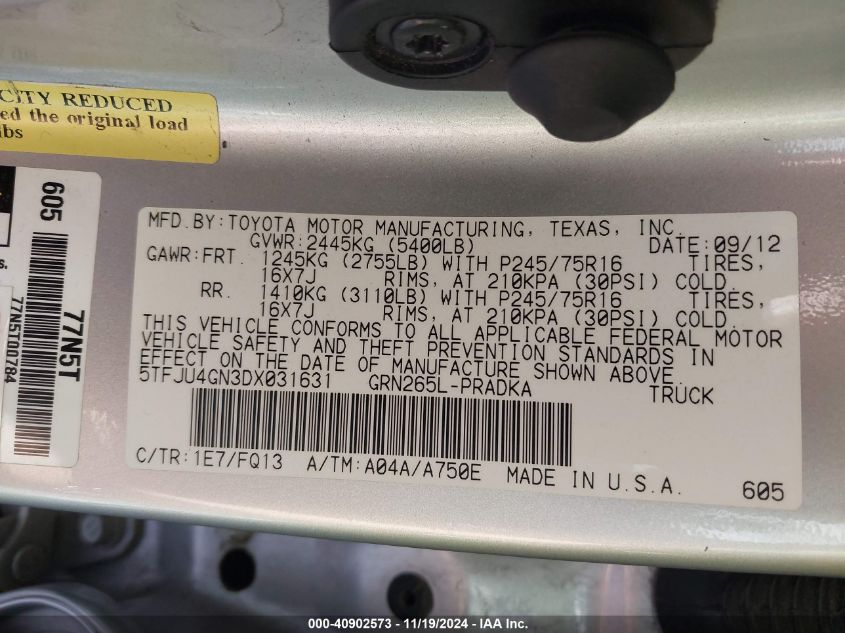 CITY REDUCED
ed the original load
lbs
605
77N5T
77N5T00784
s.
MFD.BY:TOYOTA MOTOR MANUFACTURING, TEXAS, INC.
GVWR:2445KG (5400LB) DATE:09/12
GAWR:FRT. 1245KG (2755LB) WITH P245/75R16 TIRES,
16X7J RIMS, AT 210KPA (30PSI) COLD.
RR. 1410KG (3110LB) WITH P245/75R16 TIRES,
16X7J RIMS, AT 210KPA (30PSI) COLD.
THIS VEHICLE CONFORMS TO ALL APPLICABLE FEDERAL MOTOR
VEHICLE SAFETY AND THEFT PREVENTION STANDARDS IN
EFFECT ON THE DATE OF MANUFACTURE SHOWN ABOVE.
5TFJU4GN3DX031631 GRN265L-PRADKA TRUCK
C/TR:1E7/FQ13 A/TM:A04A/A750E MADE IN U.S.A. 605
000-40902573 - 11/19/2024 - IAA Inc.